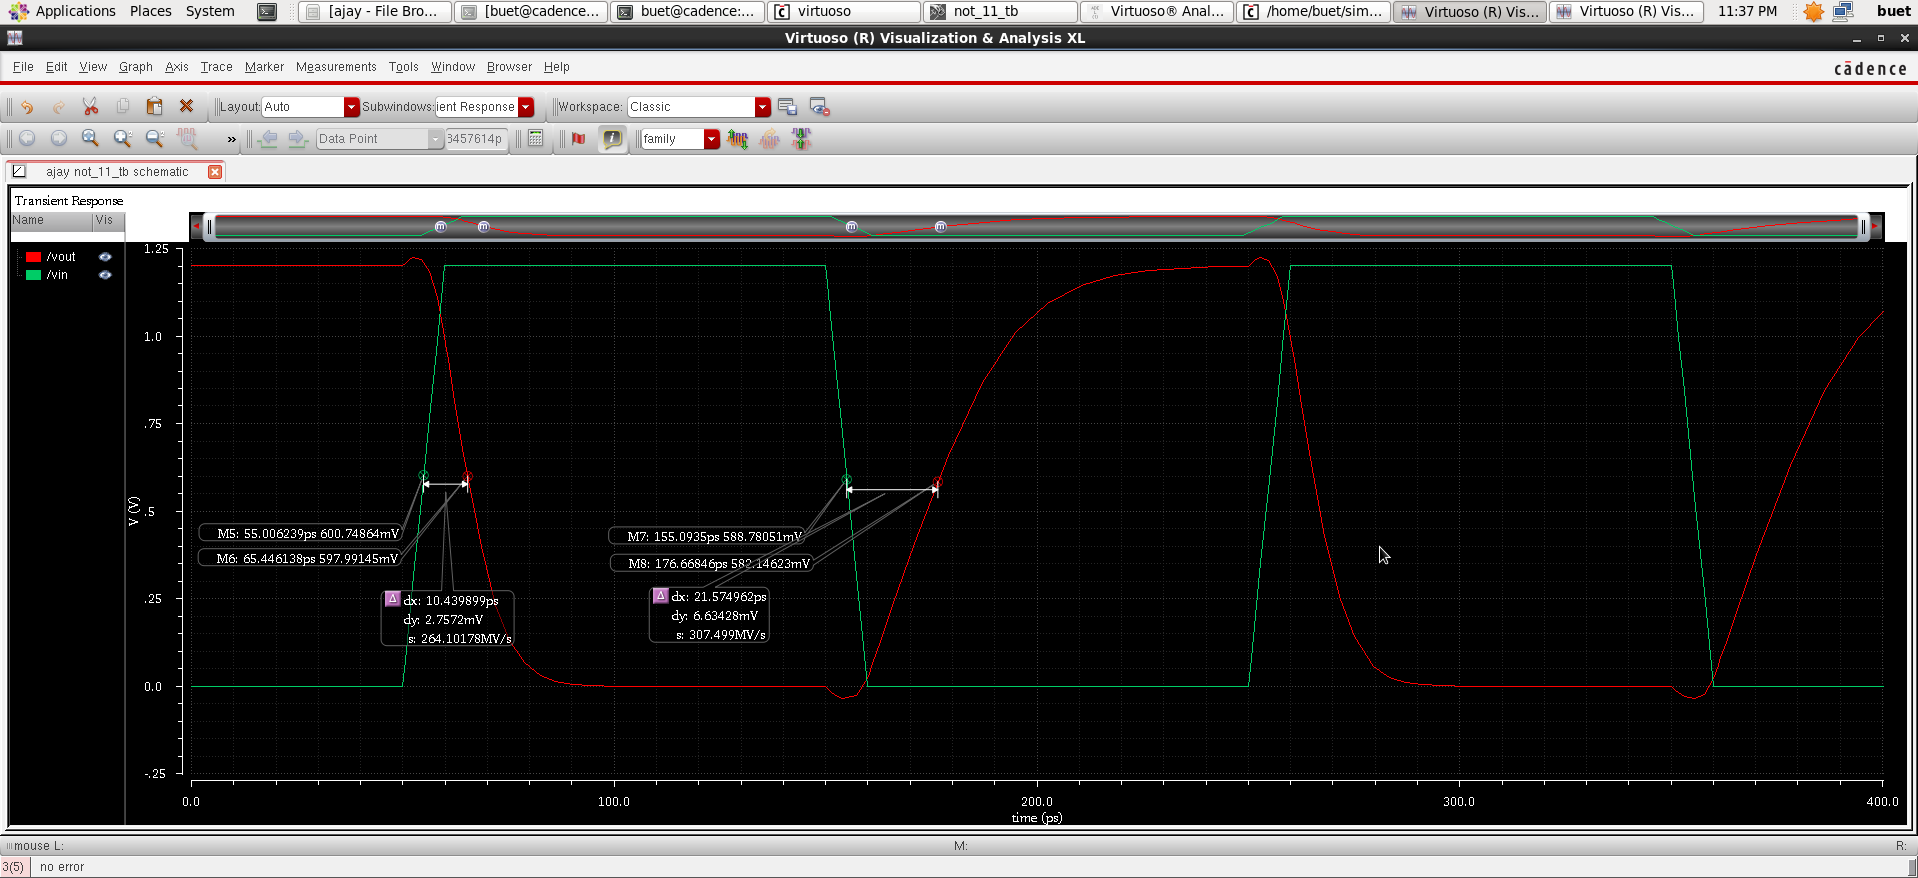 Applications Places System [ajay - File Bro... [buet@cadence... buet@cadence:... virtuoso not_11_tb Virtuoso® Anal... /home/buet/sim... Virtuoso (R) Vis... Virtuoso (R) Vis... 11:37 PM buet
Virtuoso (R) Visualization & Analysis XL
File Edit View Graph Axis Trace Marker Measurements Tools Window Browser Help
cādence
Layout: Auto Subwindows: ient Response Workspace: Classic
» Data Point 3457614p family
ajay not_11_tb schematic
Transient Response
Name Vis
m m m m
/vout
/vin
1.25
1.0
.75
.5
.25
0.0
-.25
V (V)
M5: 55.006239ps 600.74864mV
M6: 65.446138ps 597.99145mV
dx: 10.439899ps
dy: 2.7572mV
s: 264.10178MV/s
M7: 155.0935ps 588.78051mV
M8: 176.66846ps 582.14623mV
dx: 21.574962ps
dy: 6.63428mV
s: 307.499MV/s
0.0 100.0 200.0 300.0 400.0
time (ps)
mouse L: M: R:
3(5) no error